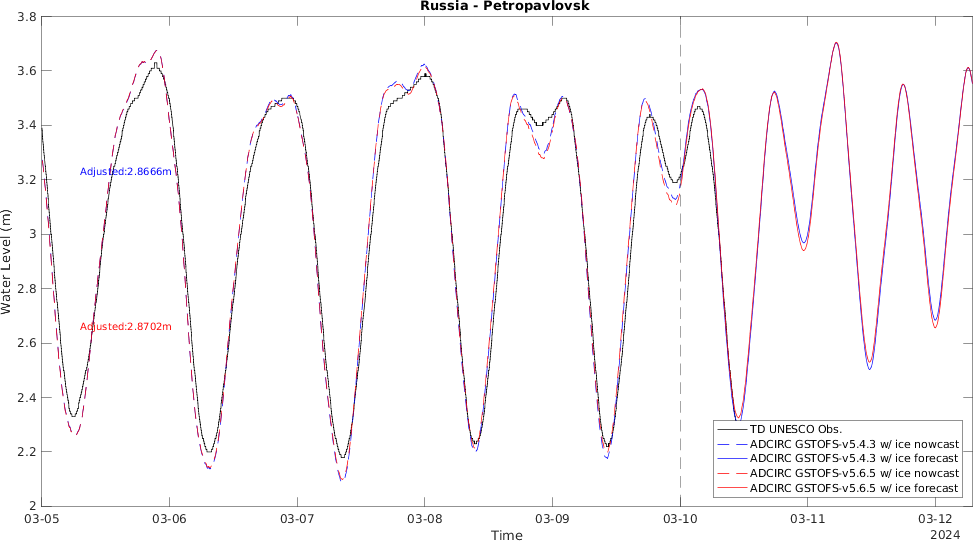 Russia - Petropavlovsk
3.8
3.6
3.4
3.2
3
2.8
2.6
2.4
2.2
2
Water Level (m)
Adjusted:2.8666m
Adjusted:2.8702m
TD UNESCO Obs.
ADCIRC GSTOFS-v5.4.3 w/ ice nowcast
ADCIRC GSTOFS-v5.4.3 w/ ice forecast
ADCIRC GSTOFS-v5.6.5 w/ ice nowcast
ADCIRC GSTOFS-v5.6.5 w/ ice forecast
03-05 03-06 03-07 03-08 03-09 03-10 03-11 03-12
Time
2024